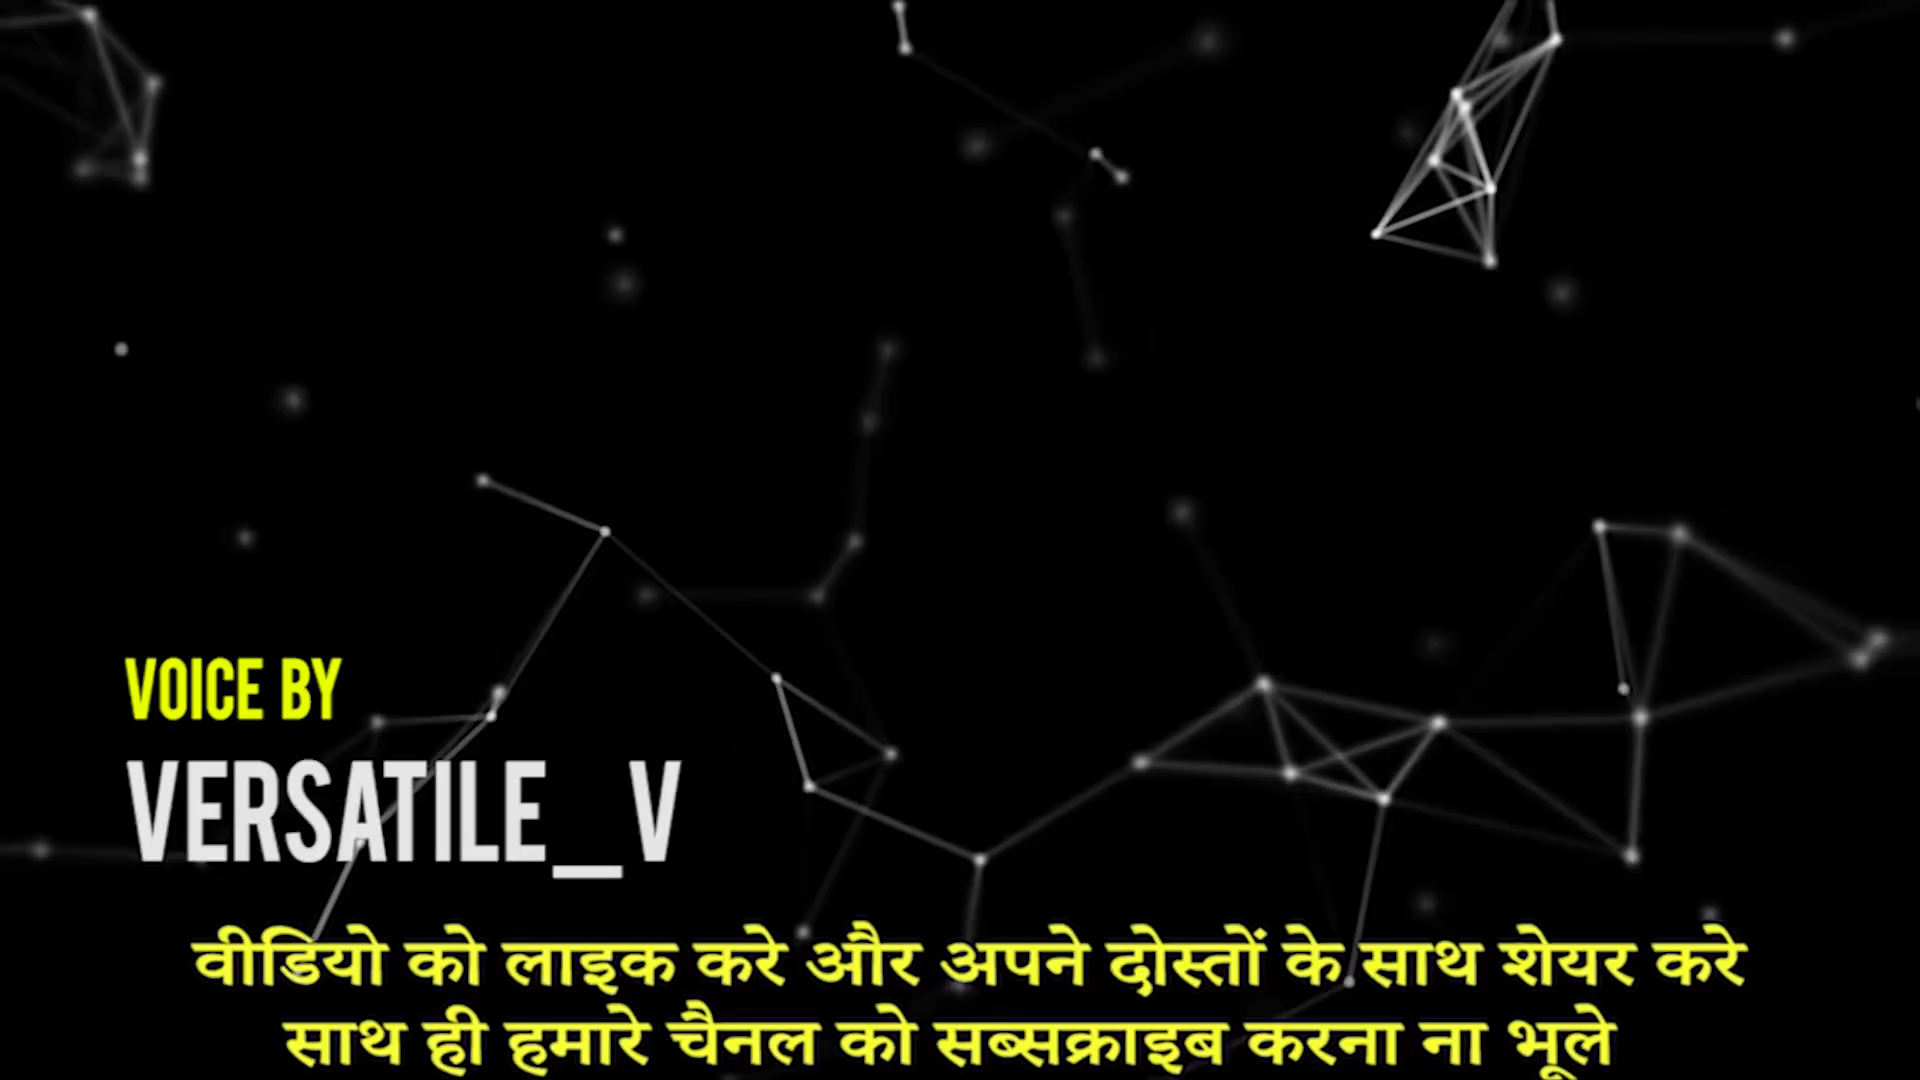 VOICE BY
VERSATILE_V
वीडियो को लाइक करे और अपने दोस्तों के साथ शेयर करे
साथ ही हमारे चैनल को सब्सक्राइब करना ना भूले